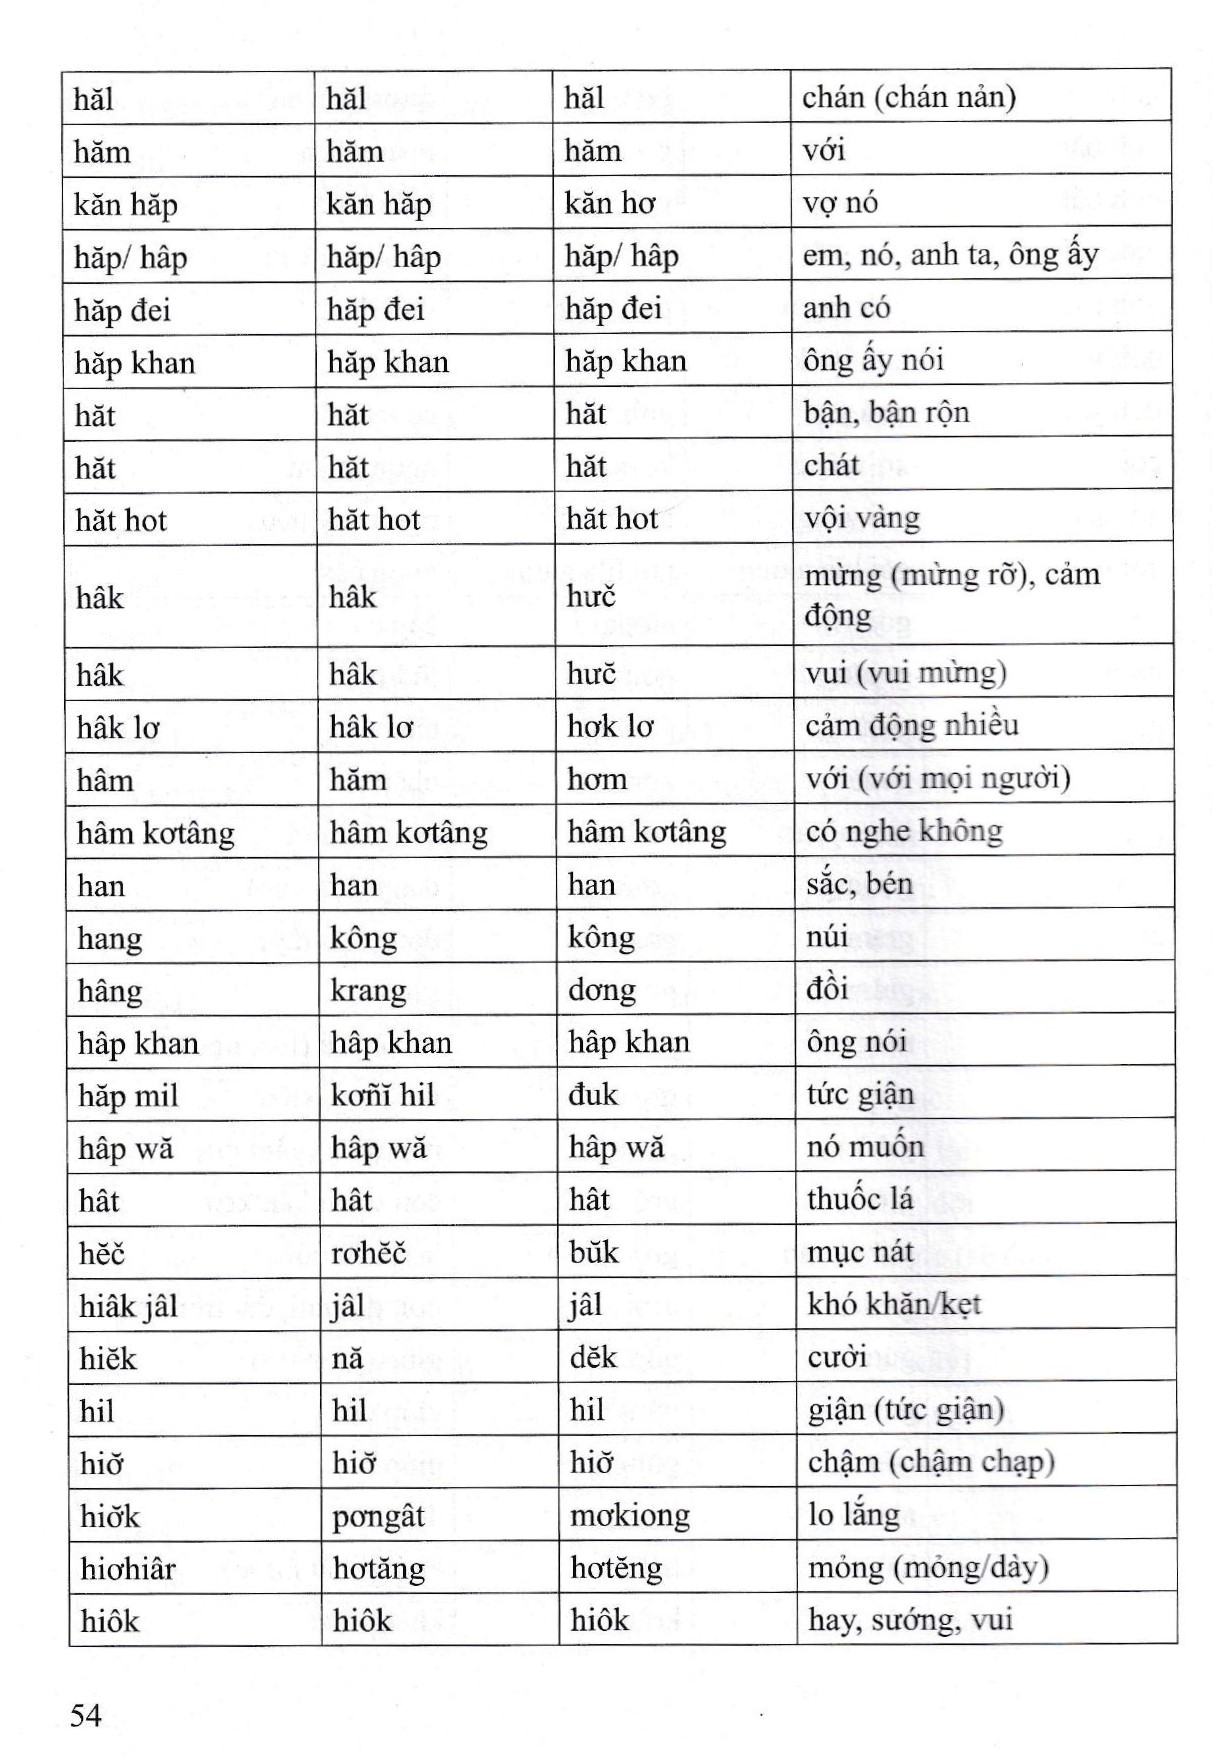 hăl hăl hăl chán (chán nản)
hăm hăm hăm với
kăn hăp kăn hăp kăn hơ vợ nó
hăp/ hâp hăp/ hâp hăp/ hâp em, nó, anh ta, ông ấy
hăp đei hăp đei hăp đei anh có
hăp khan hăp khan hăp khan ông ấy nói
hăt hăt hăt bận, bận rộn
hăt hăt hăt chát
hăt hot hăt hot hăt hot vội vàng
hâk hâk hưč mừng (mừng rỡ), cảm
động
hâk hâk hưč vui (vui mừng)
hâk lơ hâk lơ hơk lơ cảm động nhiều
hâm hăm hơm với (với mọi người)
hâm kơtâng hâm kơtâng hâm kơtâng có nghe không
han han han sắc, bén
hang kông kông núi
hâng krang dơng đồi
hâp khan hâp khan hâp khan ông nói
hăp mil kơñĭ hil đuk tức giận
hâp wă hâp wă hâp wă nó muốn
hât hât hât thuốc lá
hĕč rơhĕč bŭk mục nát
hiâk jâl jâl jâl khó khăn/kẹt
hiĕk nă dĕk cười
hil hil hil giận (tức giận)
hiơ̆ hiơ̆ hiơ̆ chậm (chậm chạp)
hiơ̆k pơngât mơkiong lo lắng
hiơhiâr hơtăng hơtĕng mỏng (mỏng/dày)
hiôk hiôk hiôk hay, sướng, vui
54